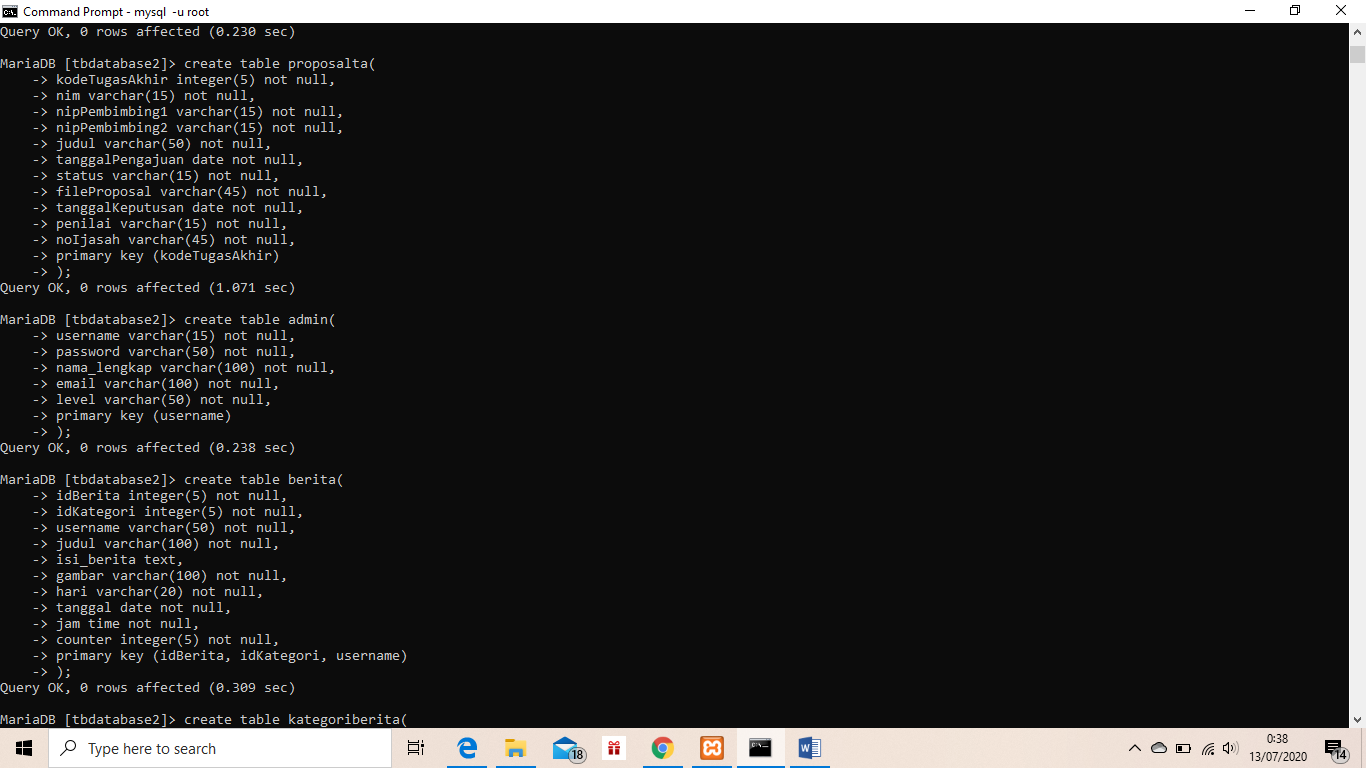 Command Prompt - mysql  -u root
Query OK, 0 rows affected (0.230 sec)
MariaDB [tbdatabase2]> create table proposalta(
    -> kodeTugasAkhir integer(5) not null,
    -> nim varchar(15) not null,
    -> nipPembimbing1 varchar(15) not null,
    -> nipPembimbing2 varchar(15) not null,
    -> judul varchar(50) not null,
    -> tanggalPengajuan date not null,
    -> status varchar(15) not null,
    -> fileProposal varchar(45) not null,
    -> tanggalKeputusan date not null,
    -> penilai varchar(15) not null,
    -> noIjasah varchar(45) not null,
    -> primary key (kodeTugasAkhir)
    -> );
Query OK, 0 rows affected (1.071 sec)
MariaDB [tbdatabase2]> create table admin(
    -> username varchar(15) not null,
    -> password varchar(50) not null,
    -> nama_lengkap varchar(100) not null,
    -> email varchar(100) not null,
    -> level varchar(50) not null,
    -> primary key (username)
    -> );
Query OK, 0 rows affected (0.238 sec)
MariaDB [tbdatabase2]> create table berita(
    -> idBerita integer(5) not null,
    -> idKategori integer(5) not null,
    -> username varchar(50) not null,
    -> judul varchar(100) not null,
    -> isi_berita text,
    -> gambar varchar(100) not null,
    -> hari varchar(20) not null,
    -> tanggal date not null,
    -> jam time not null,
    -> counter integer(5) not null,
    -> primary key (idBerita, idKategori, username)
    -> );
Query OK, 0 rows affected (0.309 sec)
MariaDB [tbdatabase2]> create table kategoriberita(
Type here to search
18
0:38
13/07/2020
14